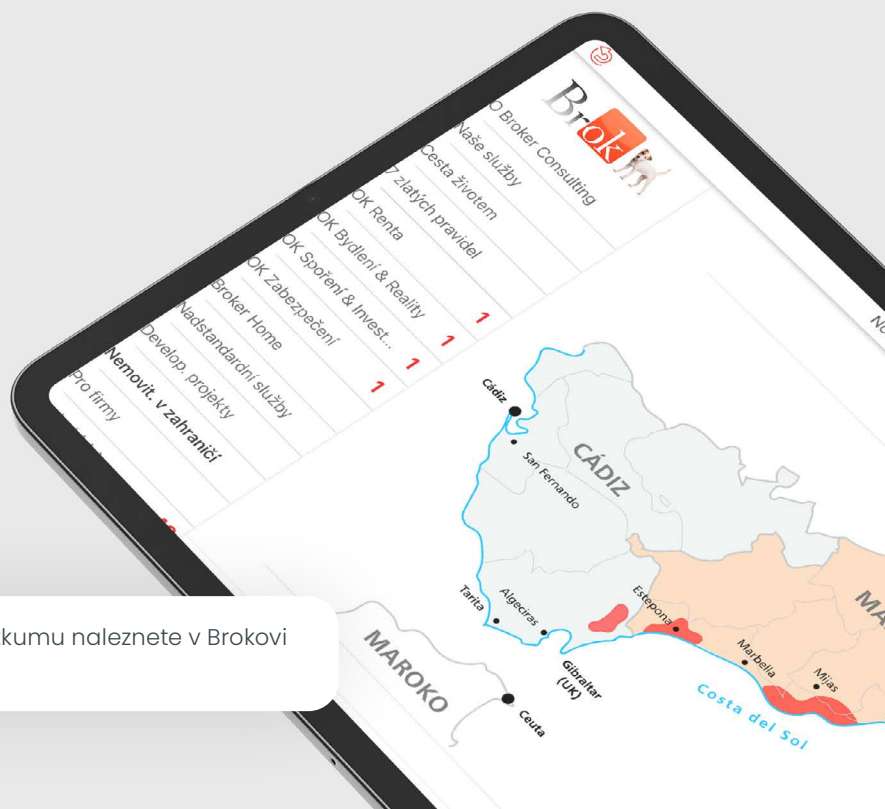 Brok
O Broker Consulting
Naše služby
Cesta životem
7 zlatých pravidel
OK Renta
OK Bydlení & Reality 1
OK Spoření & Invest... 1
OK Zabezpečení 1
Broker Home 1
Nadstandardní služby
Develop. projekty
Nemovit. v zahraničí
Pro firmy
Cádiz
San Fernando
CÁDIZ
Tarita
Algeciras
Estepona
Marbella
Mijas
Gibraltar
(UK)
Costa del Sol
MAROKO
Ceuta
naleznete v Brokovi